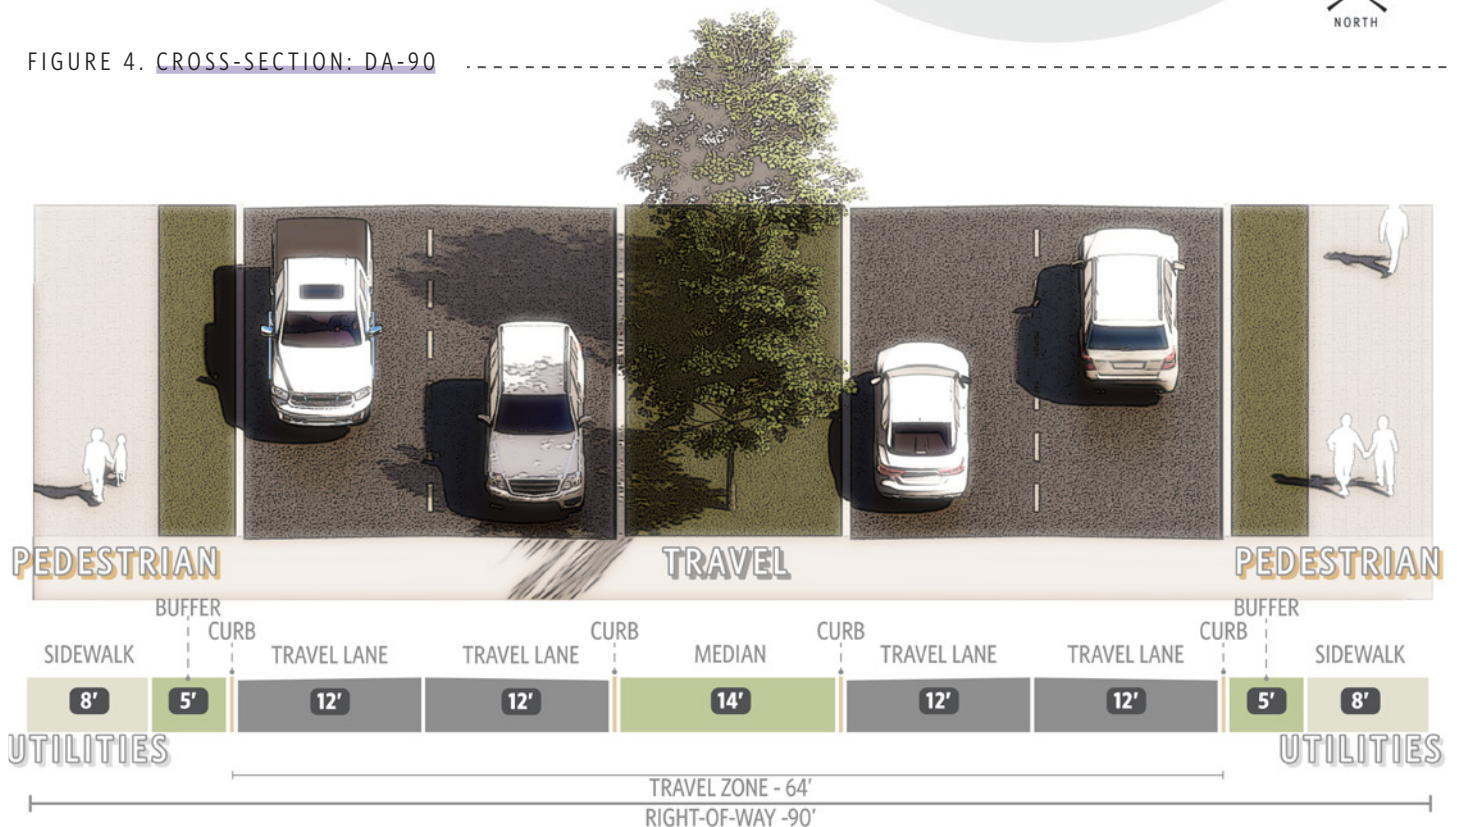 NORTH
FIGURE 4. CROSS-SECTION: DA-90
PEDESTRIAN TRAVEL PEDESTRIAN
BUFFER BUFFER
CURB CURB CURB CURB
SIDEWALK TRAVEL LANE TRAVEL LANE MEDIAN TRAVEL LANE TRAVEL LANE SIDEWALK
8' 5' 12' 12' 14' 12' 12' 5' 8'
UTILITIES UTILITIES
TRAVEL ZONE - 64'
RIGHT-OF-WAY -90'